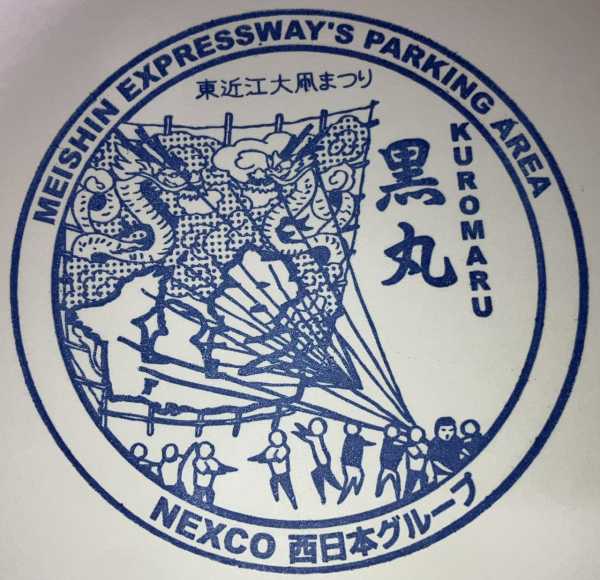 MEISHIN EXPRESSWAY'S PARKING AREA
東近江大凧まつり
黒丸
KUROMARU
NEXCO 西日本グループ